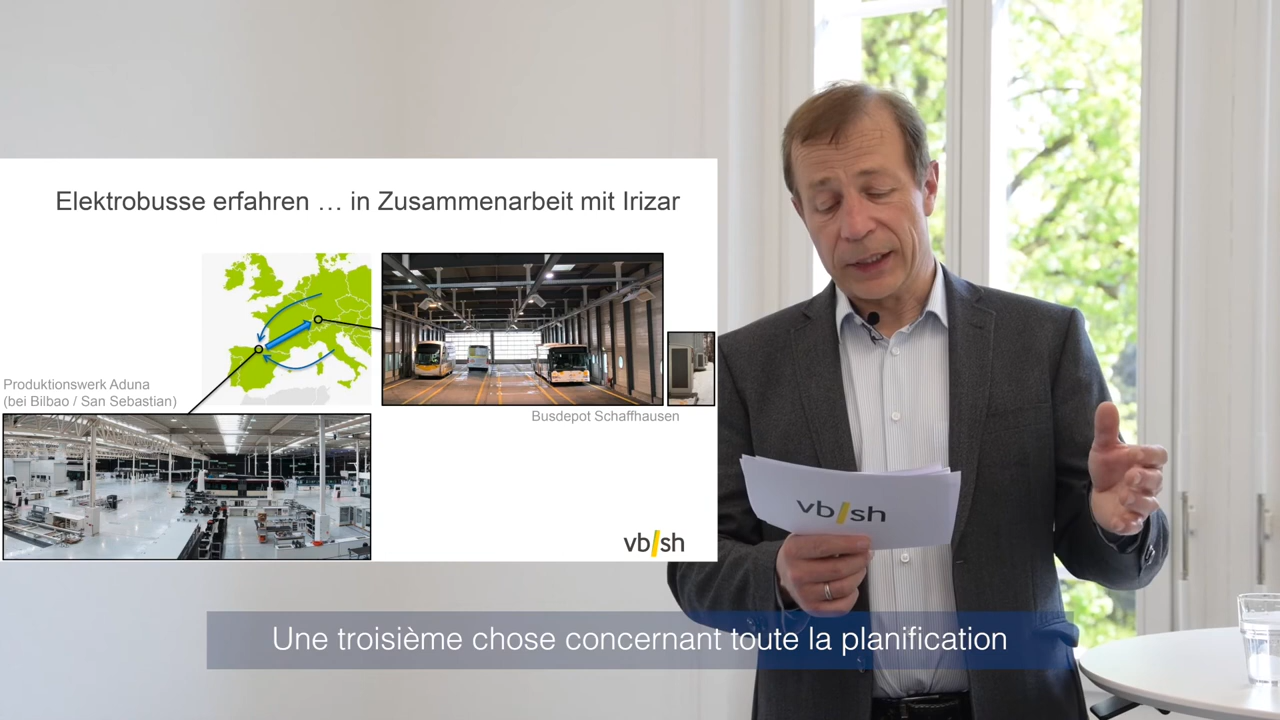 Elektrobusse erfahren … in Zusammenarbeit mit Irizar
Produktionswerk Aduna
(bei Bilbao / San Sebastian)
Busdepot Schaffhausen
vb/sh
vb/sh
Une troisième chose concernant toute la planification